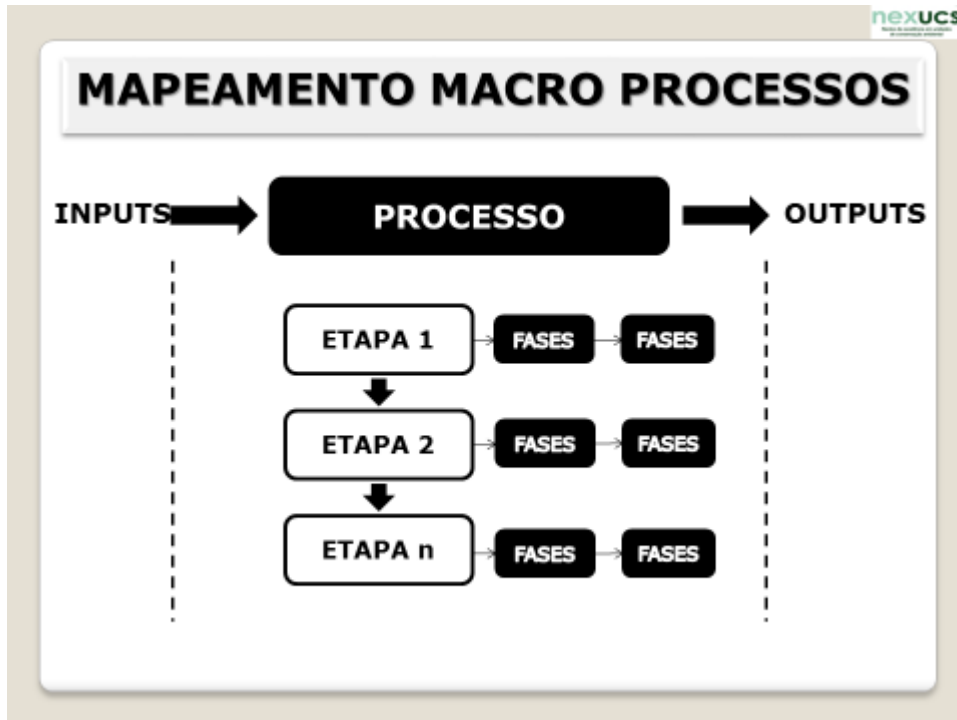 nexucs
MAPEAMENTO MACRO PROCESSOS
INPUTS PROCESSO OUTPUTS
ETAPA 1 FASES FASES
ETAPA 2 FASES FASES
ETAPA n FASES FASES